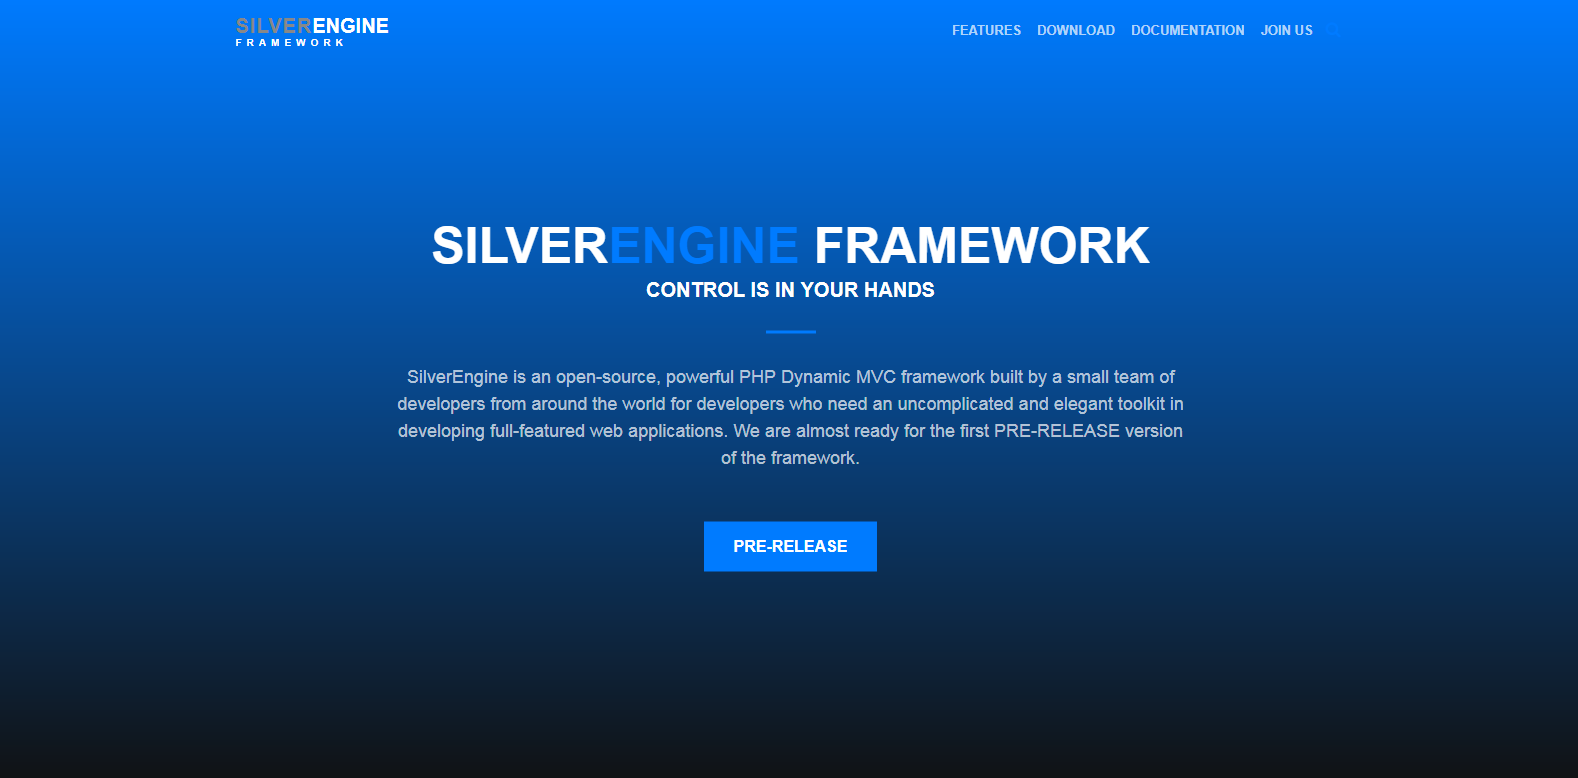 SILVERENGINE
FRAMEWORK
FEATURES DOWNLOAD DOCUMENTATION JOIN US
SILVERENGINE FRAMEWORK
CONTROL IS IN YOUR HANDS
SilverEngine is an open-source, powerful PHP Dynamic MVC framework built by a small team of
developers from around the world for developers who need an uncomplicated and elegant toolkit in
developing full-featured web applications. We are almost ready for the first PRE-RELEASE version
of the framework.
PRE-RELEASE